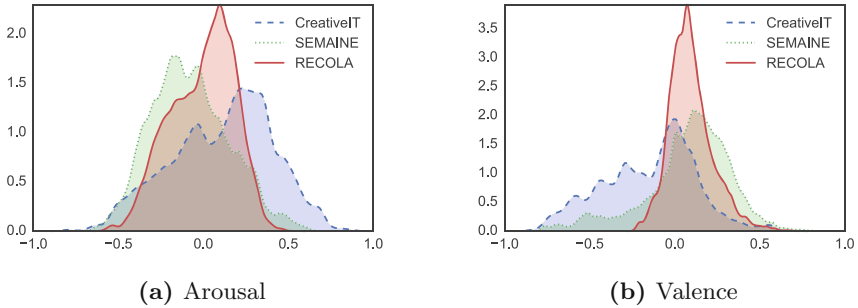 CreativeIT
SEMAINE
RECOLA
2.0
1.5
1.0
0.5
0.0
−1.0 −0.5 0.0 0.5 1.0
(a) Arousal
CreativeIT
SEMAINE
RECOLA
3.5
3.0
2.5
2.0
1.5
1.0
0.5
0.0
−1.0 −0.5 0.0 0.5 1.0
(b) Valence